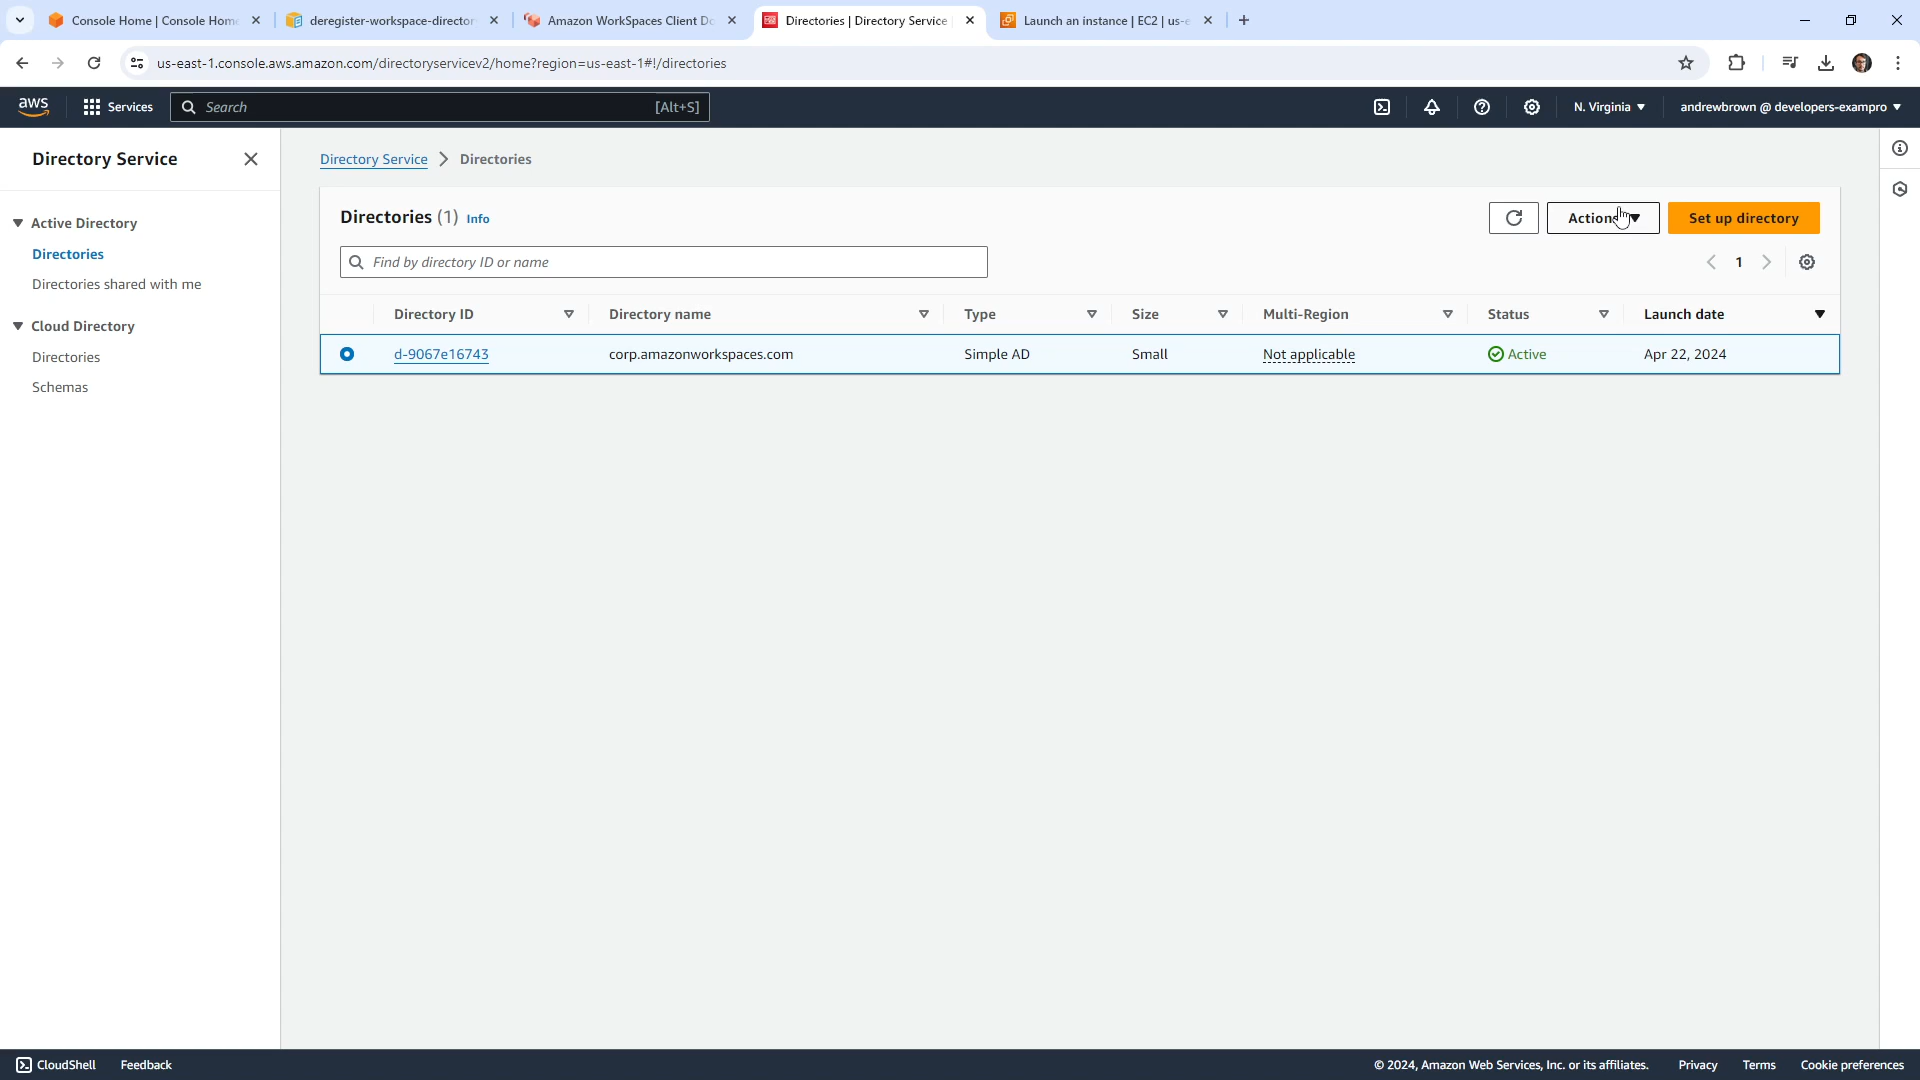 Console Home | Console Hom
deregister-workspace-director
Amazon WorkSpaces Client Do
Directories | Directory Service
Launch an instance | EC2 | us-e
us-east-1.console.aws.amazon.com/directoryservicev2/home?region=us-east-1#!/directories
aws
Services
Search
[Alt+S]
N. Virginia
andrewbrown @ developers-exampro
Directory Service
Active Directory
Directories
Directories shared with me
Cloud Directory
Directories
Schemas
Directory Service
Directories
Directories (1) Info
Actions
Set up directory
Find by directory ID or name
1
Directory ID
Directory name
Type
Size
Multi-Region
Status
Launch date
d-9067e16743
corp.amazonworkspaces.com
Simple AD
Small
Not applicable
Active
Apr 22, 2024
CloudShell
Feedback
© 2024, Amazon Web Services, Inc. or its affiliates.
Privacy
Terms
Cookie preferences